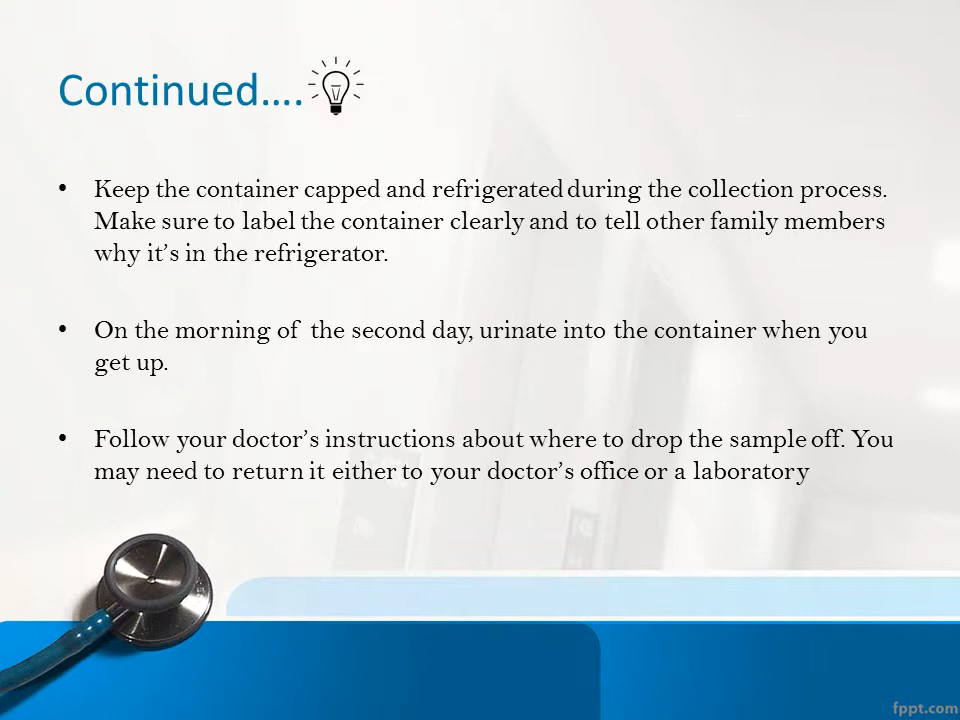 Continued….
• Keep the container capped and refrigerated during the collection process.
Make sure to label the container clearly and to tell other family members
why it’s in the refrigerator.
• On the morning of the second day, urinate into the container when you
get up.
• Follow your doctor’s instructions about where to drop the sample off. You
may need to return it either to your doctor’s office or a laboratory
fppt.com